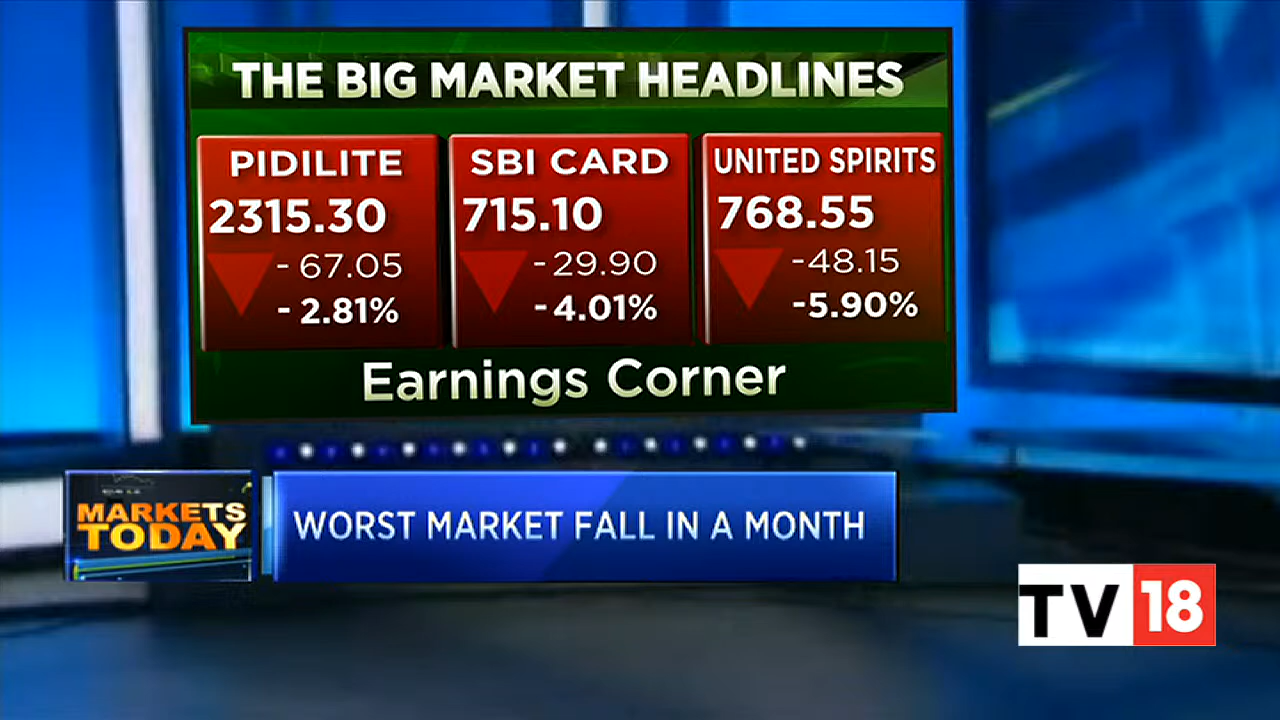 THE BIG MARKET HEADLINES
PIDILITE
2315.30
- 67.05
- 2.81%
SBI CARD
715.10
-29.90
-4.01%
UNITED SPIRITS
768.55
-48.15
-5.90%
Earnings Corner
MARKETS
TODAY
WORST MARKET FALL IN A MONTH
TV18